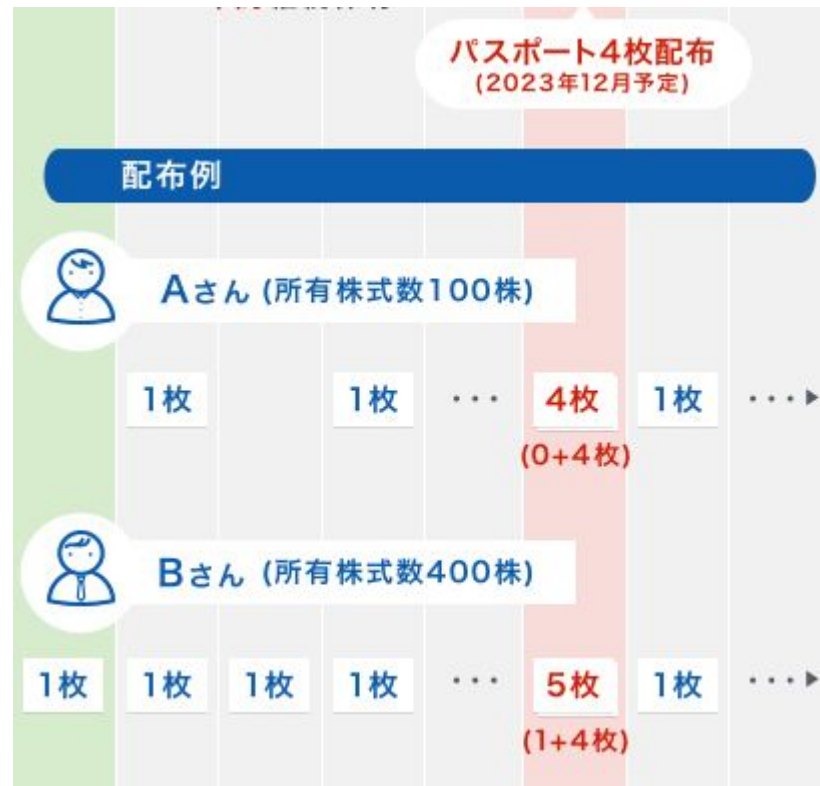 パスポート4枚配布
(2023年12月予定)
配布例
Aさん (所有株式数100株)
1枚 1枚 ・・・ 4枚 1枚 ・・・
(0+4枚)
Bさん (所有株式数400株)
1枚 1枚 1枚 1枚 ・・・ 5枚 1枚 ・・・
(1+4枚)